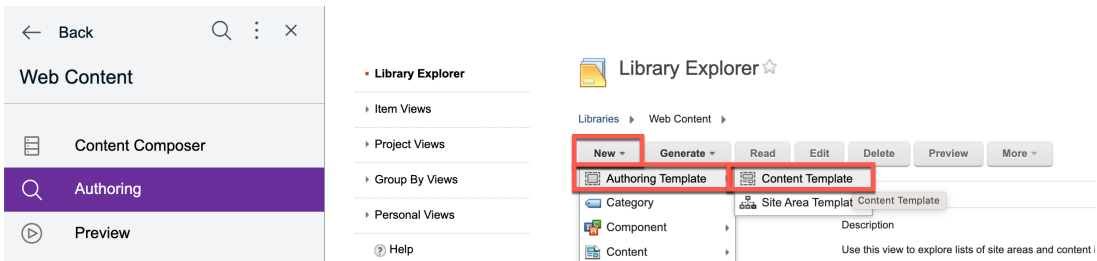 Back
Web Content
Content Composer
Authoring
Preview
Library Explorer
Item Views
Project Views
Group By Views
Personal Views
Help
Library Explorer
Libraries Web Content
New Generate Read Edit Delete Preview More
Authoring Template
Category
Component
Content
Content Template
Site Area Templat
Content Template
Description
Use this view to explore lists of site areas and content i